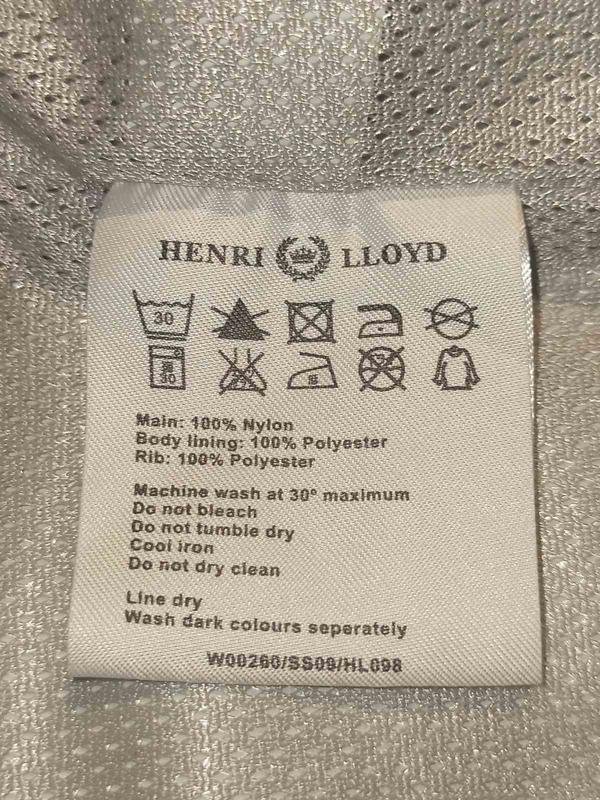 HENRI LLOYD
30
30
Main: 100% Nylon
Body lining: 100% Polyester
Rib: 100% Polyester
Machine wash at 30° maximum
Do not bleach
Do not tumble dry
Cool iron
Do not dry clean
Line dry
Wash dark colours seperately
W00260/SS09/HL098